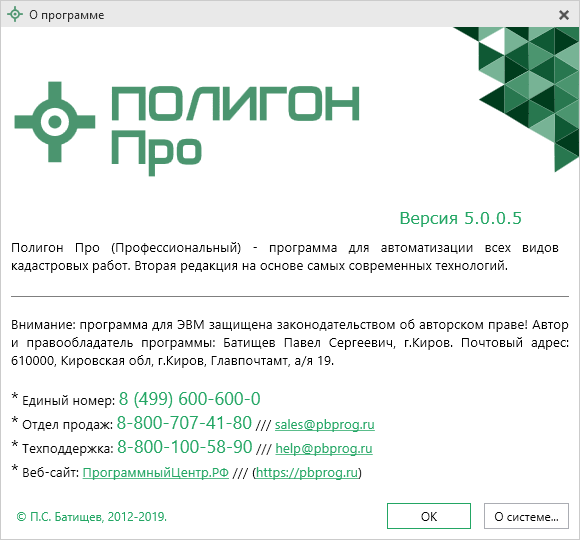 О программе
ПОЛИГОН
Про
Версия 5.0.0.5
Полигон Про (Профессиональный) - программа для автоматизации всех видов
кадастровых работ. Вторая редакция на основе самых современных технологий.
Внимание: программа для ЭВМ защищена законодательством об авторском праве! Автор
и правообладатель программы: Батищев Павел Сергеевич, г.Киров. Почтовый адрес:
610000, Кировская обл, г.Киров, Главпочтамт, а/я 19.
* Единый номер: 8 (499) 600-600-0
* Отдел продаж: 8-800-707-41-80 /// sales@pbprog.ru
* Техподдержка: 8-800-100-58-90 /// help@pbprog.ru
* Веб-сайт: ПрограммныйЦентр.РФ /// (https://pbprog.ru)
© П.С. Батищев, 2012-2019.
ОК
О системе...